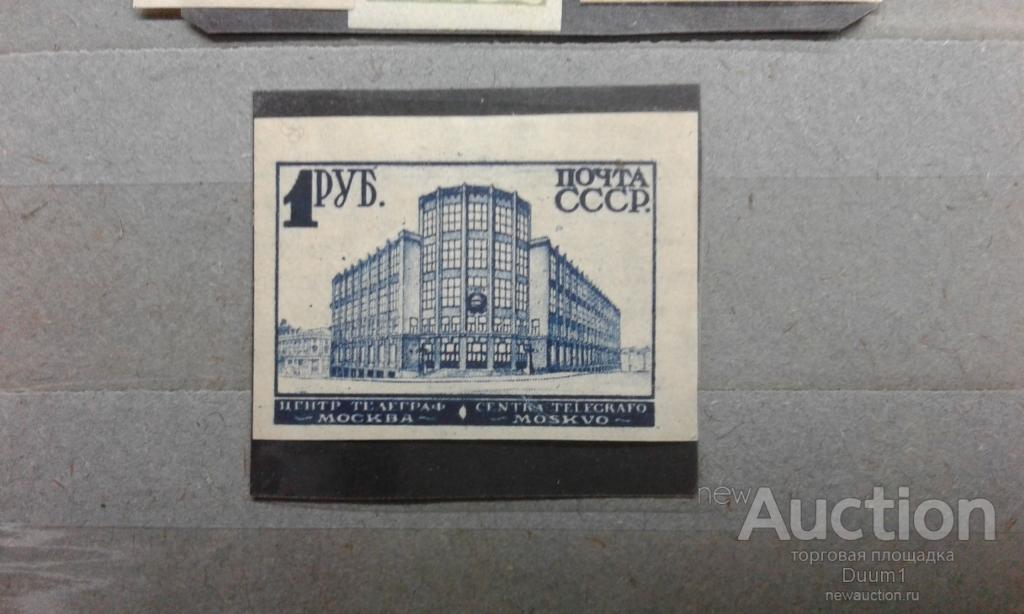 1 РУБ.
ПОЧТА
СССР.
ЦЕНТР ТЕЛЕГРАФ CENTRA TELEGRAFO
МОСКВА MOSKVO
newAuction
торговая площадка
Duum1
newauction.ru